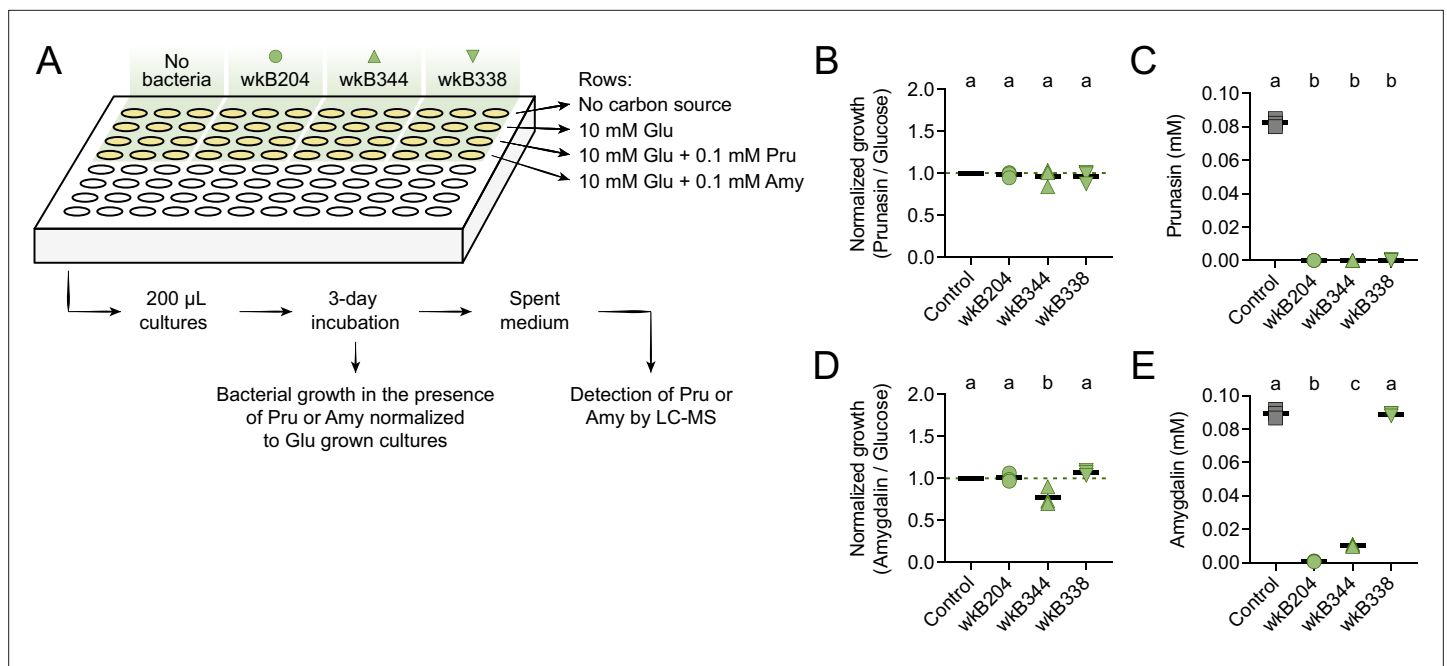 A
No
bacteria
wkB204
wkB344
wkB338
Rows:
No carbon source
10 mM Glu
10 mM Glu + 0.1 mM Pru
10 mM Glu + 0.1 mM Amy
200 µL
cultures
3-day
incubation
Spent
medium
Bacterial growth in the presence
of Pru or Amy normalized
to Glu grown cultures
Detection of Pru or
Amy by LC-MS
B
a a a a
Normalized growth
(Prunasin / Glucose)
2.0
1.5
1.0
0.5
0.0
Control
wkB204
wkB344
wkB338
C
a b b b
Prunasin (mM)
0.10
0.08
0.06
0.04
0.02
0.00
Control
wkB204
wkB344
wkB338
D
a a b a
Normalized growth
(Amygdalin / Glucose)
2.0
1.5
1.0
0.5
0.0
Control
wkB204
wkB344
wkB338
E
a b c a
Amygdalin (mM)
0.10
0.08
0.06
0.04
0.02
0.00
Control
wkB204
wkB344
wkB338